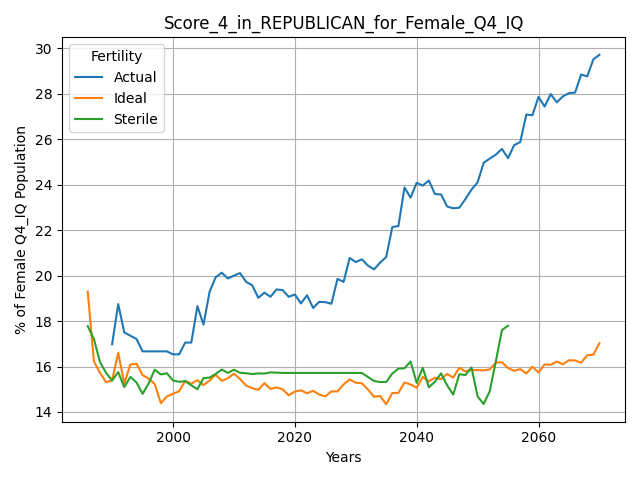 Score_4_in_REPUBLICAN_for_Female_Q4_IQ
Fertility
Actual
Ideal
Sterile
% of Female Q4_IQ Population
30
28
26
24
22
20
18
16
14
2000
2020
2040
2060
Years